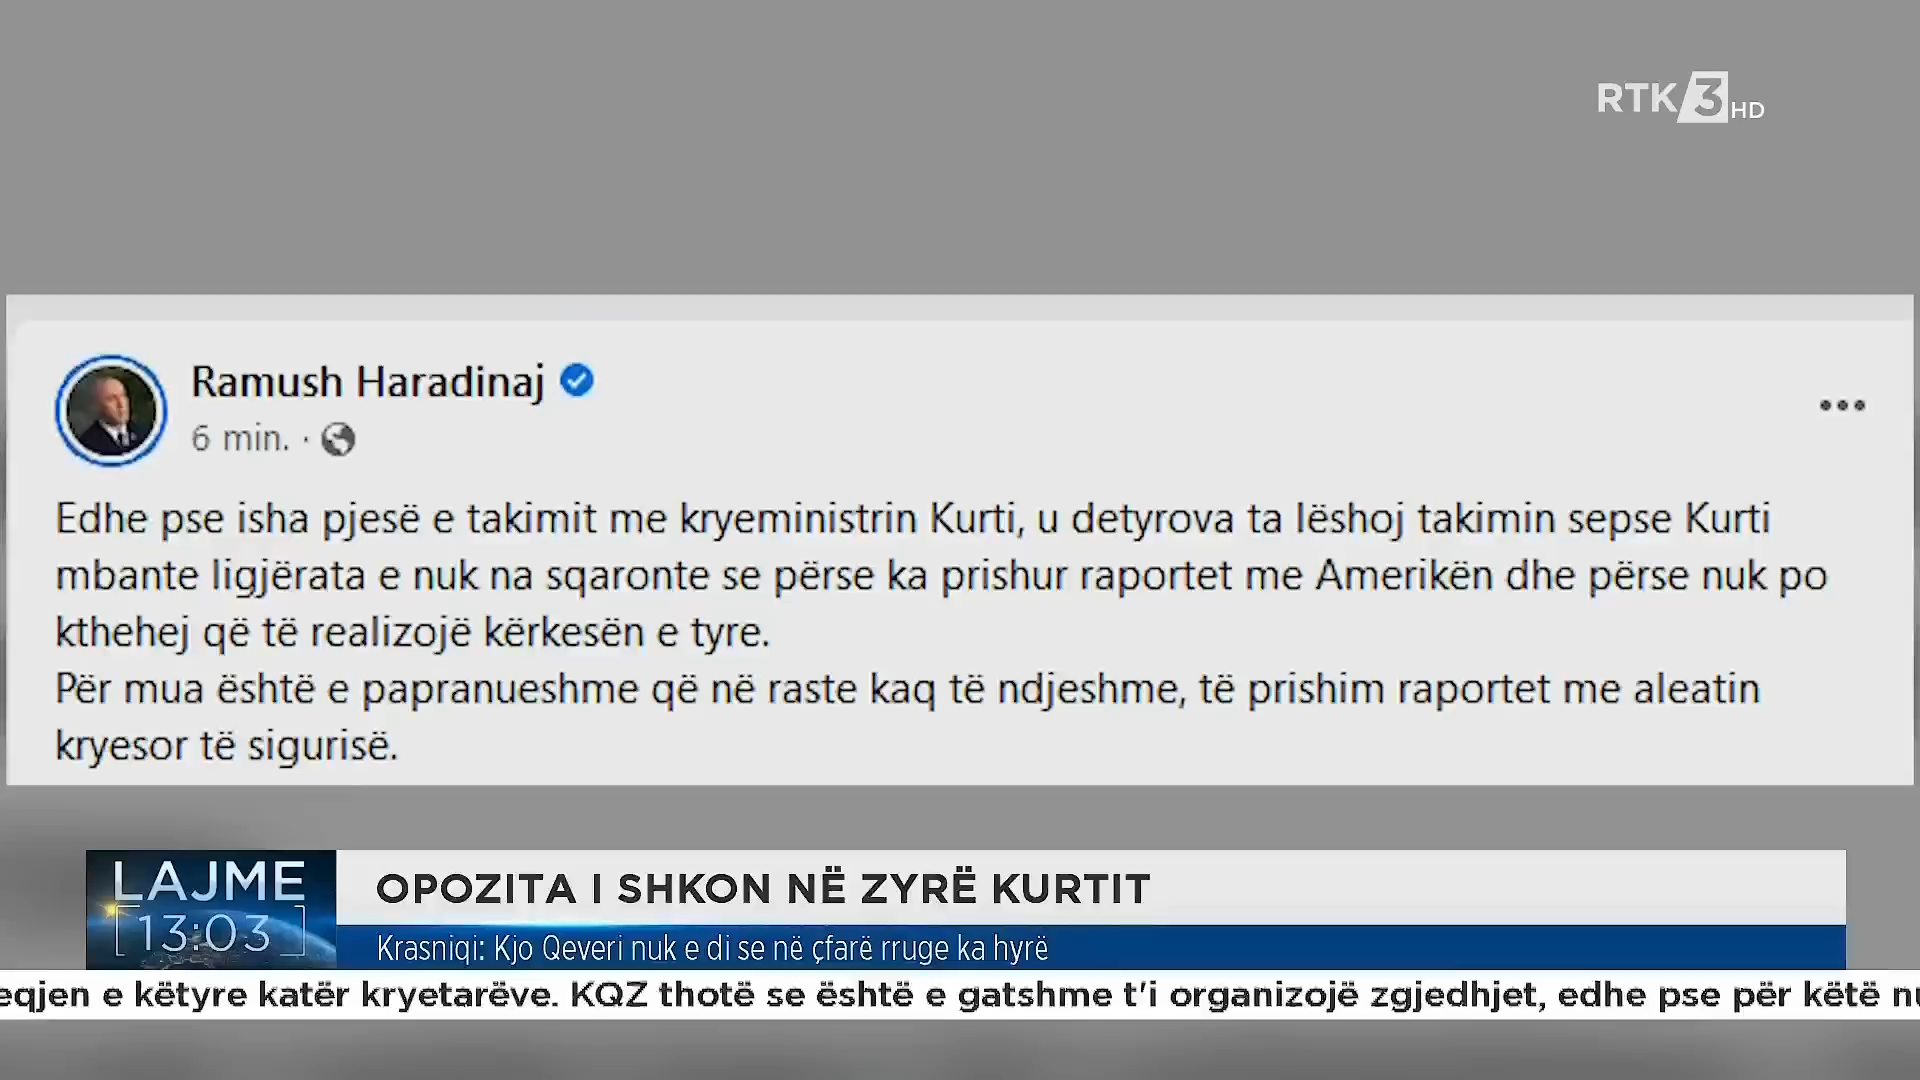 RTK 3 HD
Ramush Haradinaj
6 min. ·
Edhe pse isha pjesë e takimit me kryeministrin Kurti, u detyrova ta lëshoj takimin sepse Kurti
mbante ligjërata e nuk na sqaronte se përse ka prishur raportet me Amerikën dhe përse nuk po
kthehej që të realizojë kërkesën e tyre.
Për mua është e papranueshme që në raste kaq të ndjeshme, të prishim raportet me aleatin
kryesor të sigurisë.
LAJME
13:03
OPOZITA I SHKON NË ZYRË KURTIT
Krasniqi: Kjo Qeveri nuk e di se në çfarë rruge ka hyrë
e këtyre katër kryetarëve. KQZ thotë se është e gatshme t'i organizojë zgjedhjet, edhe pse për këtë